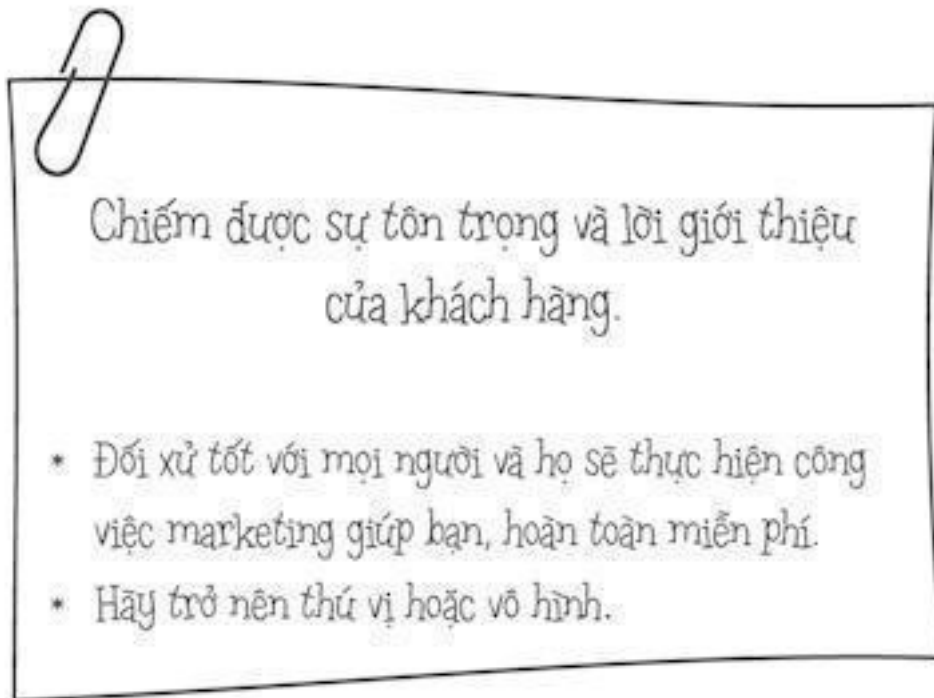 Chiếm được sự tôn trọng và lời giới thiệu
của khách hàng.
* Đối xử tốt với mọi người và họ sẽ thực hiện công
việc marketing giúp bạn, hoàn toàn miễn phí.
* Hãy trở nên thú vị hoặc vô hình.